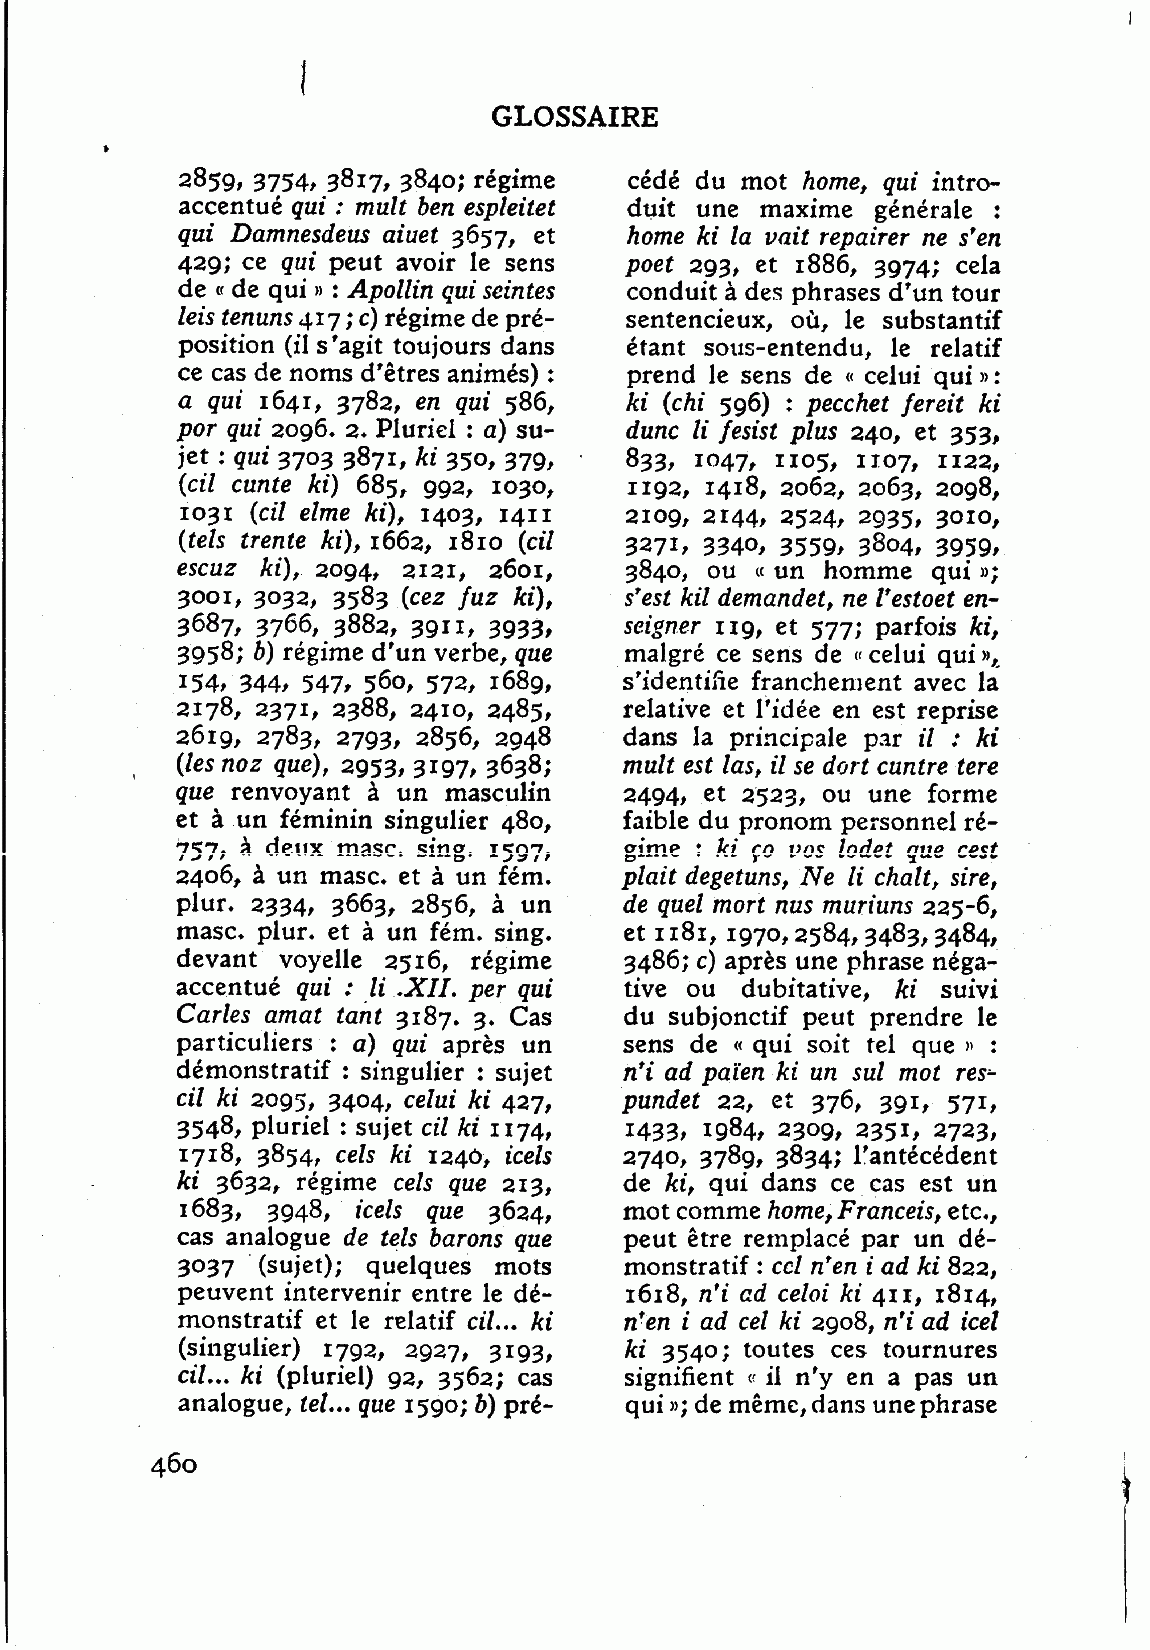 GLOSSAIRE
2859, 3754, 3817, 3840; régime
accentué qui : mult ben espleitet
qui Damnesdeus aiuet 3657, et
429; ce qui peut avoir le sens
de « de qui » : Apollin qui seintes
leis tenuns 417 ; c) régime de pré-
position (il s'agit toujours dans
ce cas de noms d'êtres animés) :
a qui 1641, 3782, en qui 586,
por qui 2096. 2. Pluriel : a) su-
jet : qui 3703 3871, ki 350, 379,
(cil cunte ki) 685, 992, 1030,
1031 (cil elme ki), 1403, 1411
(tels trente ki), 1662, 1810 (cil
escuz ki), 2094, 2121, 2601,
3001, 3032, 3583 (cez fuz ki),
3687, 3766, 3882, 3911, 3933,
3958; b) régime d'un verbe, que
154, 344, 547, 560, 572, 1689,
2178, 2371, 2388, 2410, 2485,
2619, 2783, 2793, 2856, 2948
(les noz que), 2953, 3197, 3638;
que renvoyant à un masculin
et à un féminin singulier 480,
757, à deux masc. sing. 1597,
2406, à un masc. et à un fém.
plur. 2334, 3663, 2856, à un
masc. plur. et à un fém. sing.
devant voyelle 2516, régime
accentué qui : li .XII. per qui
Carles amat tant 3187. 3. Cas
particuliers : a) qui après un
démonstratif : singulier : sujet
cil ki 2095, 3404, celui ki 427,
3548, pluriel : sujet cil ki 1174,
1718, 3854, cels ki 1240, icels
ki 3632, régime cels que 213,
1683, 3948, icels que 3624,
cas analogue de tels barons que
3037 (sujet); quelques mots
peuvent intervenir entre le dé-
monstratif et le relatif cil... ki
(singulier) 1792, 2927, 3193,
cil... ki (pluriel) 92, 3562; cas
analogue, tel... que 1590; b) pré-
cédé du mot home, qui intro-
duit une maxime générale :
home ki la vait repairer ne s'en
poet 293, et 1886, 3974; cela
conduit à des phrases d'un tour
sentencieux, où, le substantif
étant sous-entendu, le relatif
prend le sens de « celui qui » :
ki (chi 596) : pecchet fereit ki
dunc li fesist plus 240, et 353,
833, 1047, 1105, 1107, 1122,
1192, 1418, 2062, 2063, 2098,
2109, 2144, 2524, 2935, 3010,
3271, 3340, 3559, 3804, 3959,
3840, ou « un homme qui »;
s'est kil demandet, ne l'estoet en-
seigner 119, et 577; parfois ki,
malgré ce sens de « celui qui »,
s'identifie franchement avec la
relative et l'idée en est reprise
dans la principale par il : ki
mult est las, il se dort cuntre tere
2494, et 2523, ou une forme
faible du pronom personnel ré-
gime : ki ço vos lodet que cest
plait degetuns, Ne li chalt, sire,
de quel mort nus muriuns 225-6,
et 1181, 1970, 2584, 3483, 3484,
3486; c) après une phrase néga-
tive ou dubitative, ki suivi
du subjonctif peut prendre le
sens de « qui soit tel que » :
n'i ad païen ki un sul mot res-
pundet 22, et 376, 391, 571,
1433, 1984, 2309, 2351, 2723,
2740, 3789, 3834; l'antécédent
de ki, qui dans ce cas est un
mot comme home, Franceis, etc.,
peut être remplacé par un dé-
monstratif : cel n'en i ad ki 822,
1618, n'i ad celoi ki 411, 1814,
n'en i ad cel ki 2908, n'i ad icel
ki 3540; toutes ces tournures
signifient « il n'y en a pas un
qui »; de même, dans une phrase
460